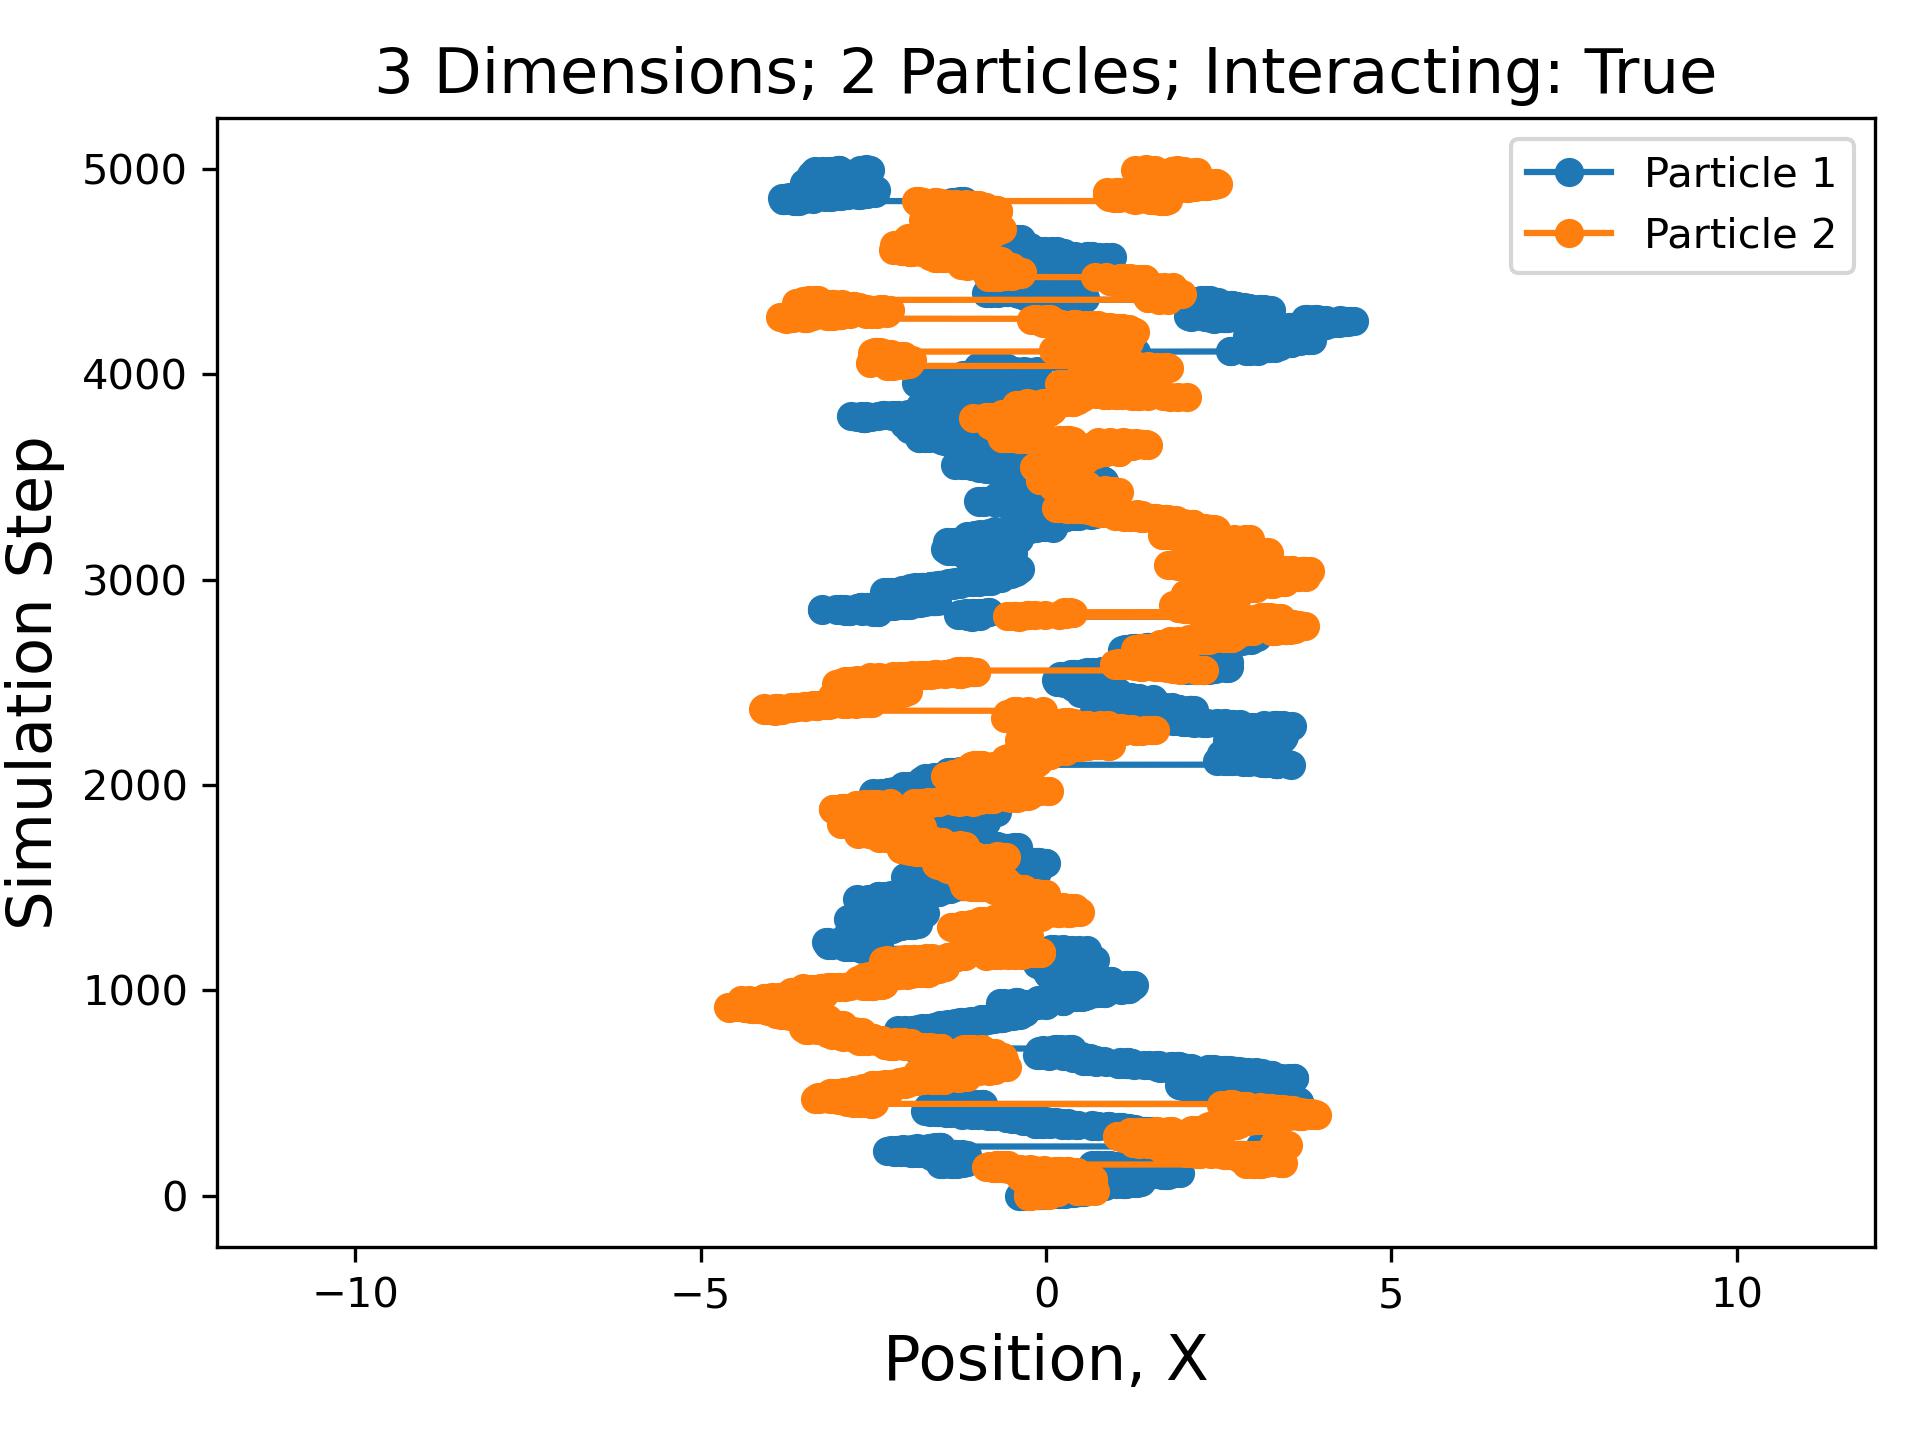 3 Dimensions; 2 Particles; Interacting: True
Particle 1
Particle 2
5000
4000
3000
2000
1000
0
Simulation Step
−10
−5
0
5
10
Position, X